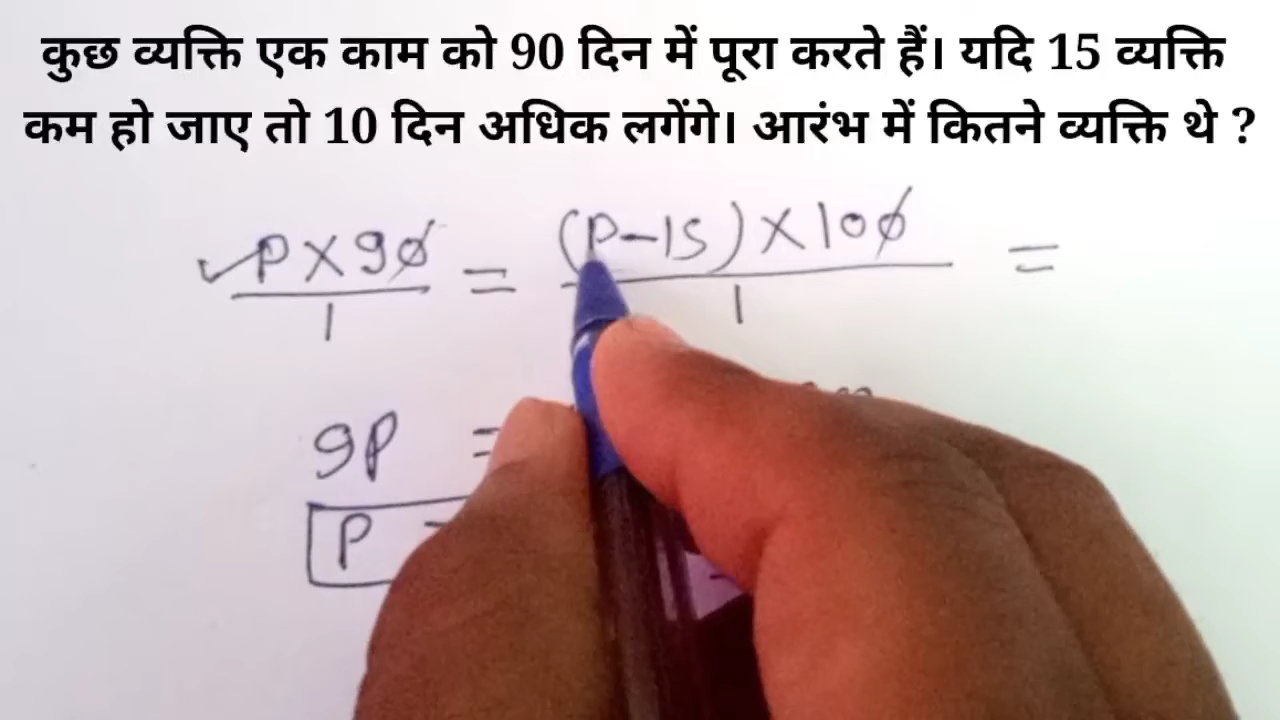 कुछ व्यक्ति एक काम को 90 दिन में पूरा करते हैं। यदि 15 व्यक्ति
कम हो जाए तो 10 दिन अधिक लगेंगे। आरंभ में कितने व्यक्ति थे ?
P×90/1 = (P-15)×100/1 =
9P =
P